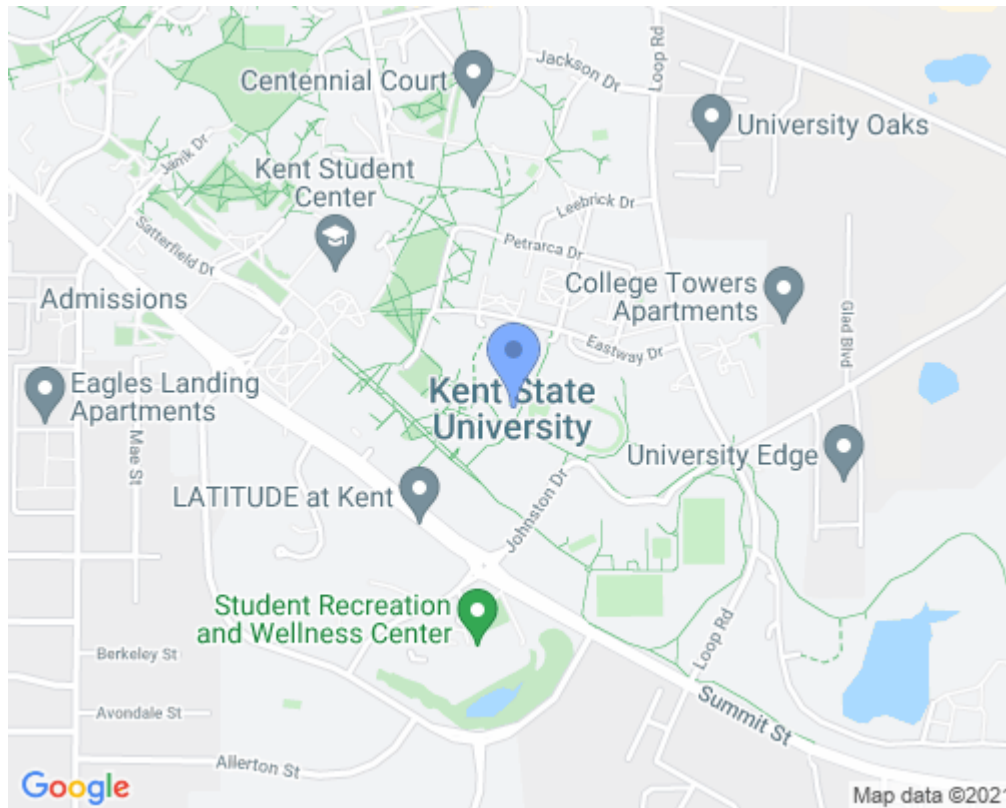 Centennial Court
Jackson Dr
Loop Rd
University Oaks
Janik Dr
Kent Student
Center
Leebrick Dr
Satterfield Dr
Petrarca Dr
College Towers
Apartments
Admissions
Glad Blvd
Eastway Dr
Eagles Landing
Apartments
Kent State
University
Mae St
University Edge
LATITUDE at Kent
Johnston Dr
Student Recreation
and Wellness Center
Loop Rd
Berkeley St
Summit St
Avondale St
Allerton St
Google
Map data ©202